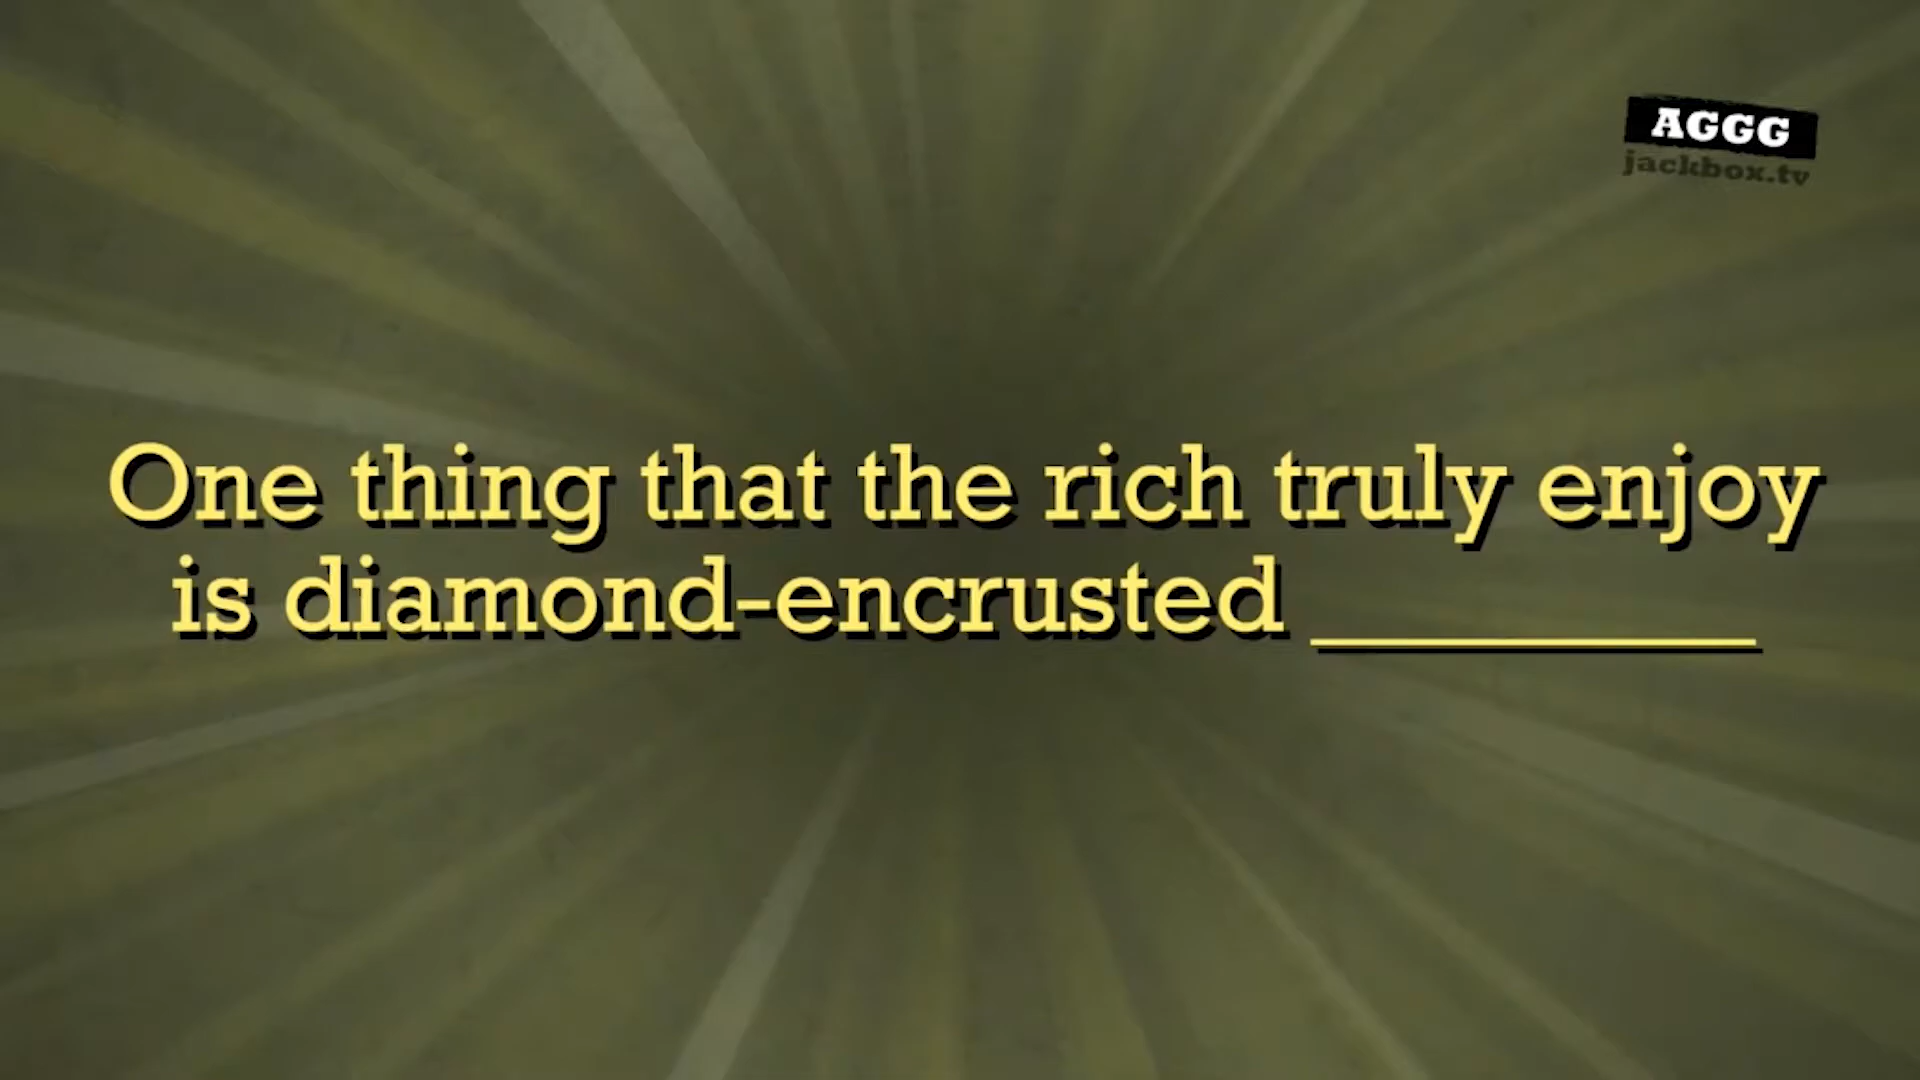 AGGG
jackbox.tv
One thing that the rich truly enjoy
is diamond-encrusted __________